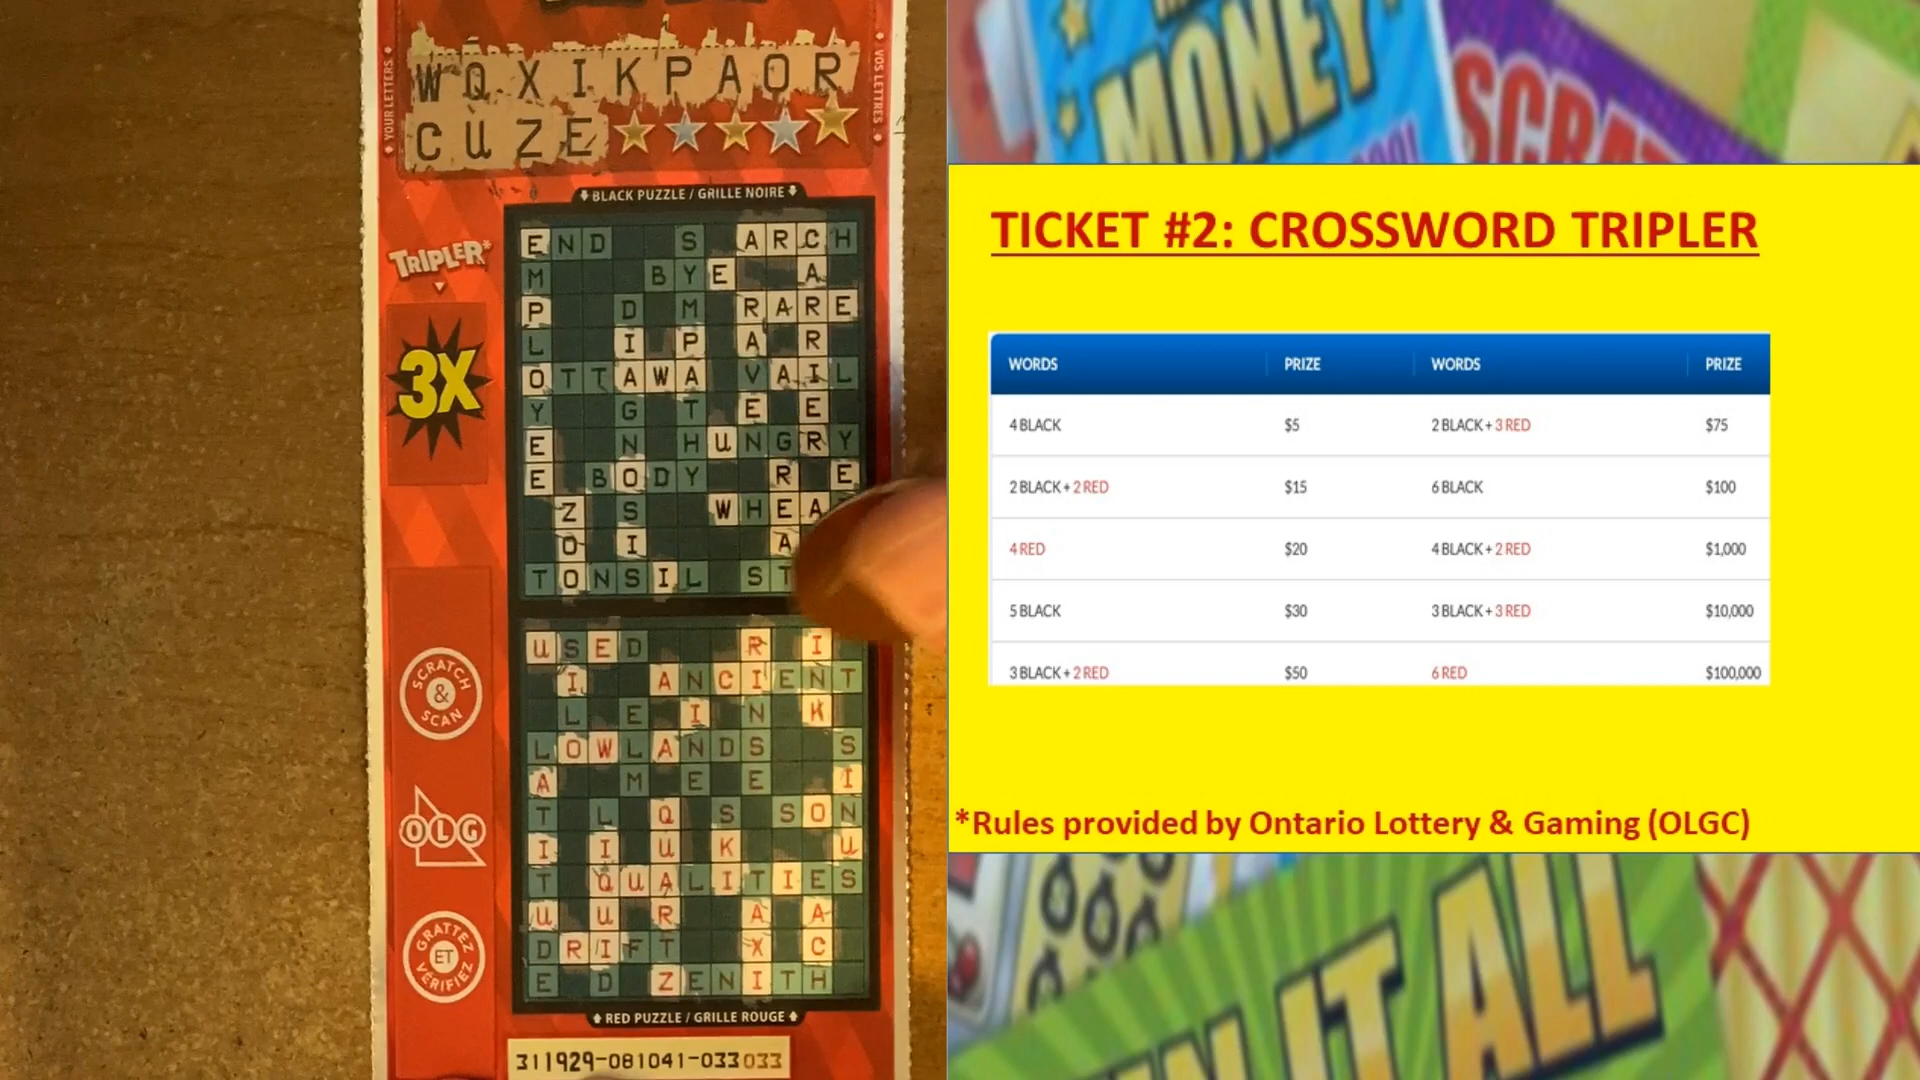 YOUR LETTERS
VOS LETTRES
WQXIKPAOR
CUZE
BLACK PUZZLE / GRILLE NOIRE
TRIPLER*
3X
END S ARCH
M BYE A
P D M RARE
L I P A R
OTTAWA VAIL
Y G T E E
E N HUNGRY
E BODY R E
Z S WHEA
O I A
TONSIL ST
USED R I
I ANCIENT
L E I N K
LOWLANDS S
A M E E I
T L Q S SON
I I U K U
T QUALITIES
U U R A A
DRIFT X C
E D ZENITH
SCRATCH & SCAN
OLG
GRATTEZ ET VÉRIFIEZ
RED PUZZLE / GRILLE ROUGE
311929-081041-033033
MONEY
TICKET #2: CROSSWORD TRIPLER
WORDS PRIZE WORDS PRIZE
4 BLACK $5 2 BLACK + 3 RED $75
2 BLACK + 2 RED $15 6 BLACK $100
4 RED $20 4 BLACK + 2 RED $1,000
5 BLACK $30 3 BLACK + 3 RED $10,000
3 BLACK + 2 RED $50 6 RED $100,000
*Rules provided by Ontario Lottery & Gaming (OLGC)
IT ALL